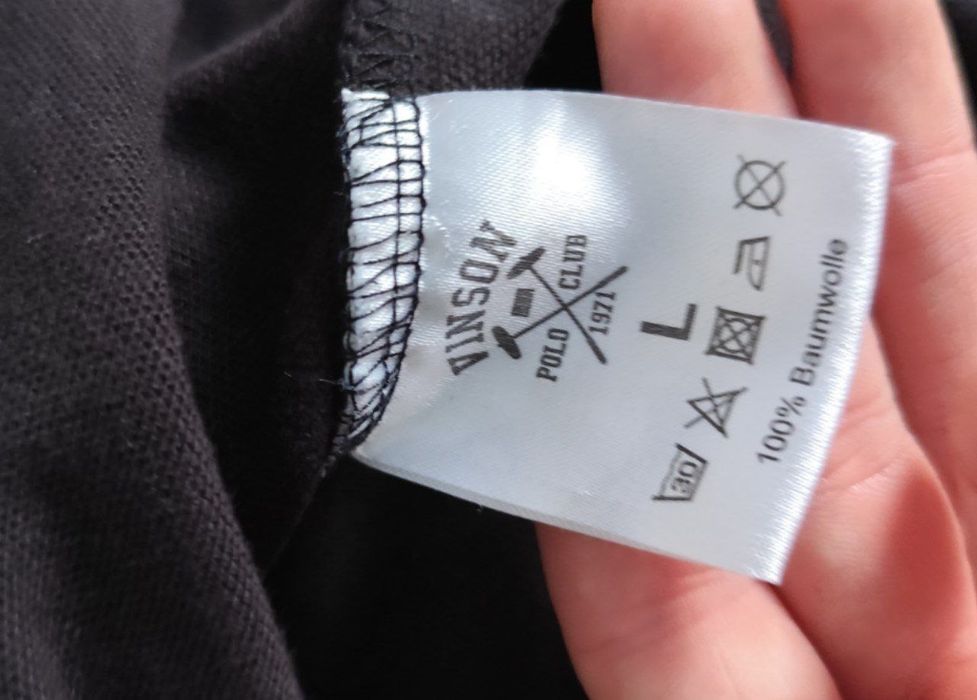 VINSON
POLO CLUB
1971
L
30
100% Baumwolle